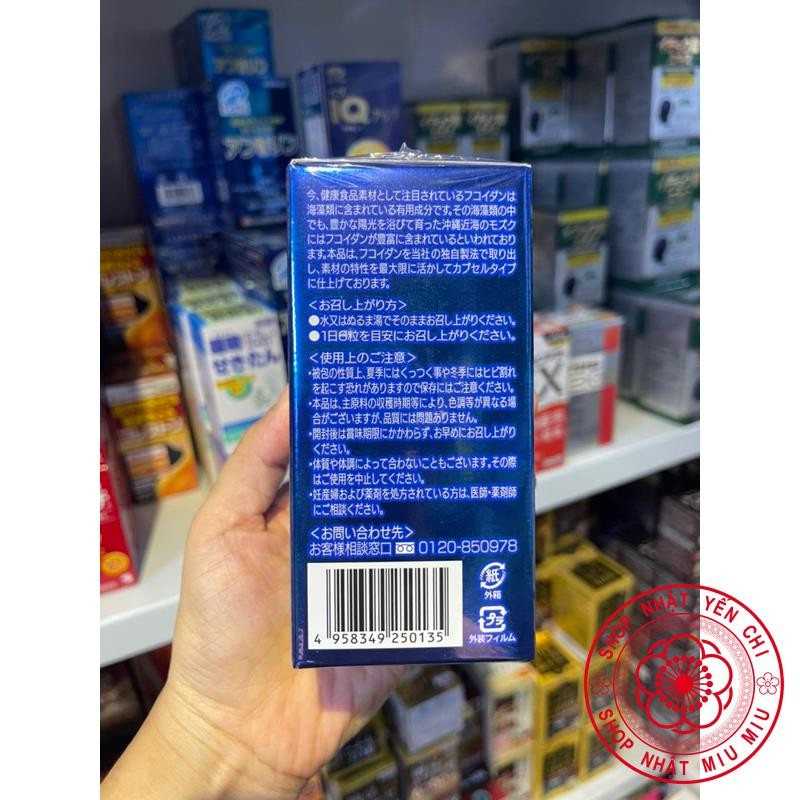 iQ
今、健康食品素材として注目されているフコイダンは
海藻類に含まれている有用成分です。その海藻類の中
でも、豊かな陽光を浴びて育った沖縄近海のモズク
にはフコイダンが豊富に含まれているといわれており
ます。本品は、フコイダンを当社の独自製法で取り出
し、素材の特性を最大限に活かしてカプセルタイプ
に仕上げております。
<お召し上がり方>
●水又はぬるま湯でそのままお召し上がりください。
●1日6粒を目安にお召し上がりください。
<使用上のご注意>
・被包の性質上、夏季にはくっつく事や冬季にはヒビ割れ
を起こす恐れがありますので保存にはご注意ください。
・本品は、主原料の収穫時期等により、色調等が異なる場
合がございますが、品質には問題ありません。
・開封後は賞味期限にかかわらず、お早めにお召し上がり
ください。
・体質や体調によって合わないこともございます。その際
はご使用を中止してください。
・妊産婦および薬剤を処方されている方は、医師・薬剤師
にご相談ください。
<お問い合わせ先>
お客様相談窓口 0120-850978
紙
外箱
プラ
外装フィルム
4 958349 250135
せきたん
SHOP NHẬT YẾN CHI
SHOP NHẬT MIU MIU